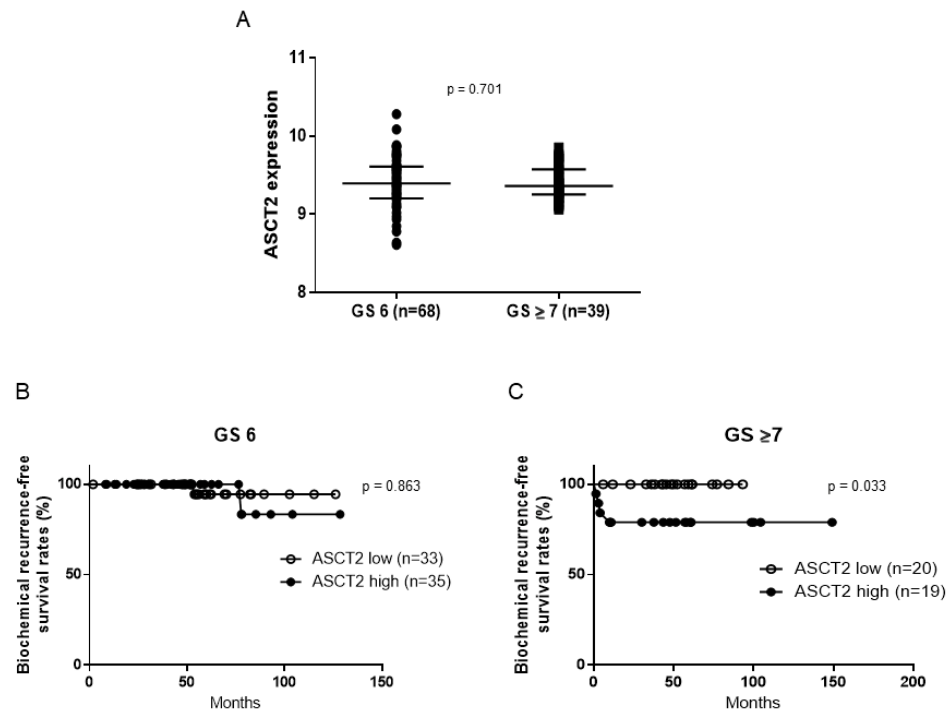 A
11
10
9
8
ASCT2 expression
p = 0.701
GS 6 (n=68)
GS ≥ 7 (n=39)
B
GS 6
Biochemical recurrence-free
survival rates (%)
100
50
0
p = 0.863
ASCT2 low (n=33)
ASCT2 high (n=35)
0
50
100
150
Months
C
GS ≥7
Biochemical recurrence-free
survival rates (%)
100
50
0
p = 0.033
ASCT2 low (n=20)
ASCT2 high (n=19)
0
50
100
150
200
Months